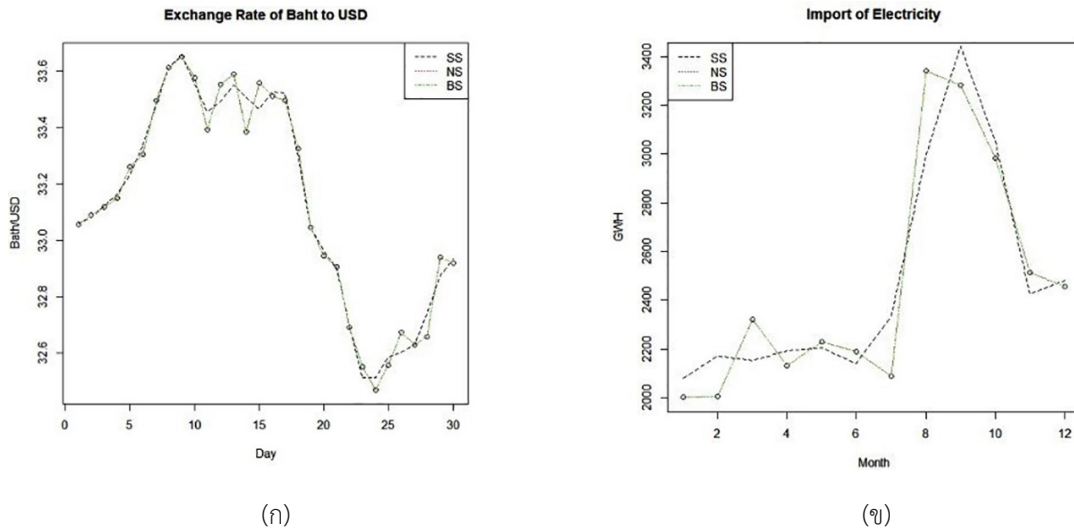 Exchange Rate of Baht to USD
SS
NS
BS
33.6
33.4
33.2
33.0
32.8
32.6
Bath/USD
0 5 10 15 20 25 30
Day
(ก)
Import of Electricity
SS
NS
BS
3400
3200
3000
2800
2600
2400
2200
2000
GWH
2 4 6 8 10 12
Month
(ข)